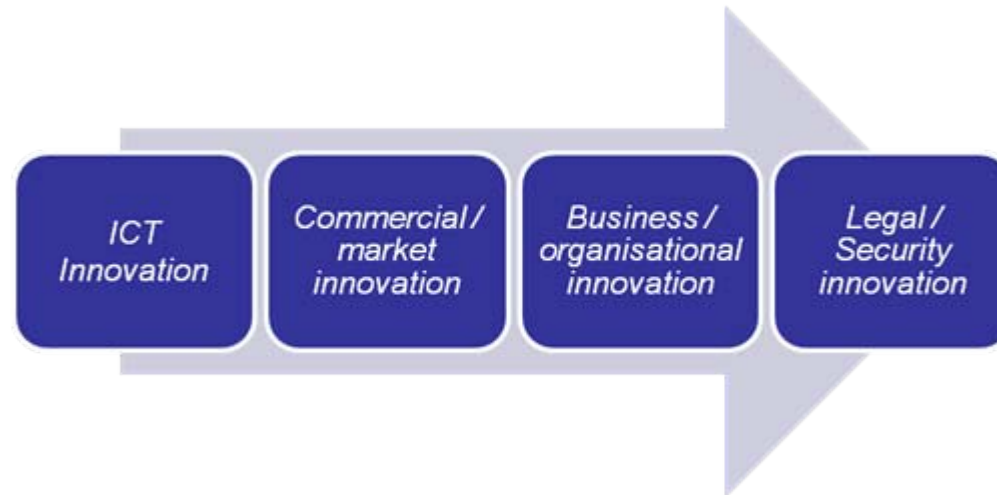 ICT
Innovation
Commercial /
market
innovation
Business /
organisational
innovation
Legal /
Security
innovation